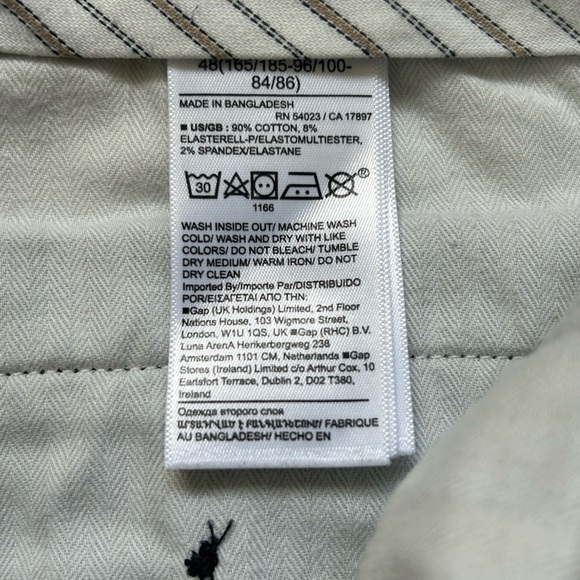 48(165/185-96/100-
84/86)
MADE IN BANGLADESH
RN 54023 / CA 17897
■ US/GB : 90% COTTON, 8%
ELASTERELL-P/ELASTOMULTIESTER,
2% SPANDEX/ELASTANE
30
®
1166
WASH INSIDE OUT/ MACHINE WASH
COLD/ WASH AND DRY WITH LIKE
COLORS/ DO NOT BLEACH/ TUMBLE
DRY MEDIUM/ WARM IRON/ DO NOT
DRY CLEAN
Imported By/Importe Par/DISTRIBUIDO
POR/ΕΙΣΑΓΕΤΑΙ ΑΠΟ ΤΗΝ:
■Gap (UK Holdings) Limited, 2nd Floor
Nations House, 103 Wigmore Street,
London, W1U 1QS, UK ■Gap (RHC) B.V.
Luna ArenA Herikerbergweg 238
Amsterdam 1101 CM, Netherlands ■Gap
Stores (Ireland) Limited c/o Arthur Cox, 10
Earlsfort Terrace, Dublin 2, D02 T380,
Ireland
Одежда второго слоя
ԱՐՏԱԴՐՎԱԾ Է ԲԱՆԳԼԱԴԵՇՈՒՄ/ FABRIQUE
AU BANGLADESH/ HECHO EN